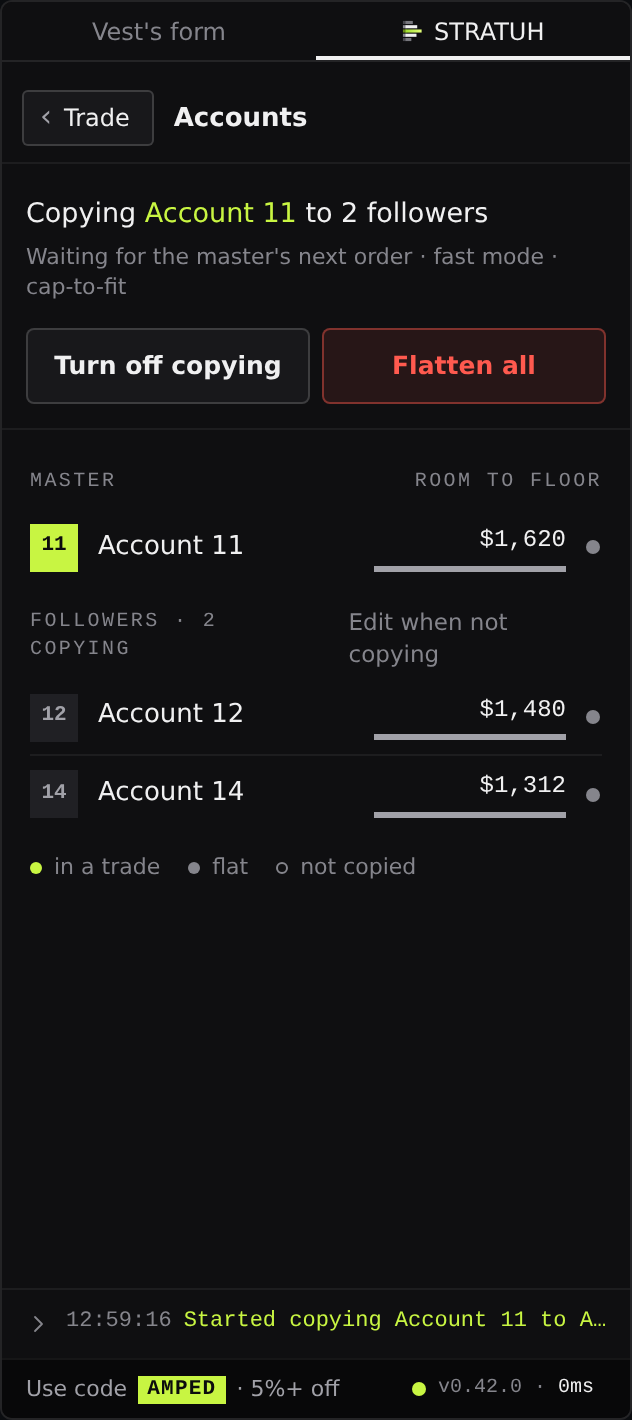 Vest's form
STRATUH
‹ Trade
Accounts
Copying Account 11 to 2 followers
Waiting for the master's next order · fast mode ·
cap-to-fit
Turn off copying
Flatten all
MASTER
ROOM TO FLOOR
11 Account 11 $1,620
FOLLOWERS · 2
COPYING
Edit when not
copying
12 Account 12 $1,480
14 Account 14 $1,312
in a trade flat not copied
12:59:16 Started copying Account 11 to A…
Use code AMPED · 5%+ off
v0.42.0 · 0ms